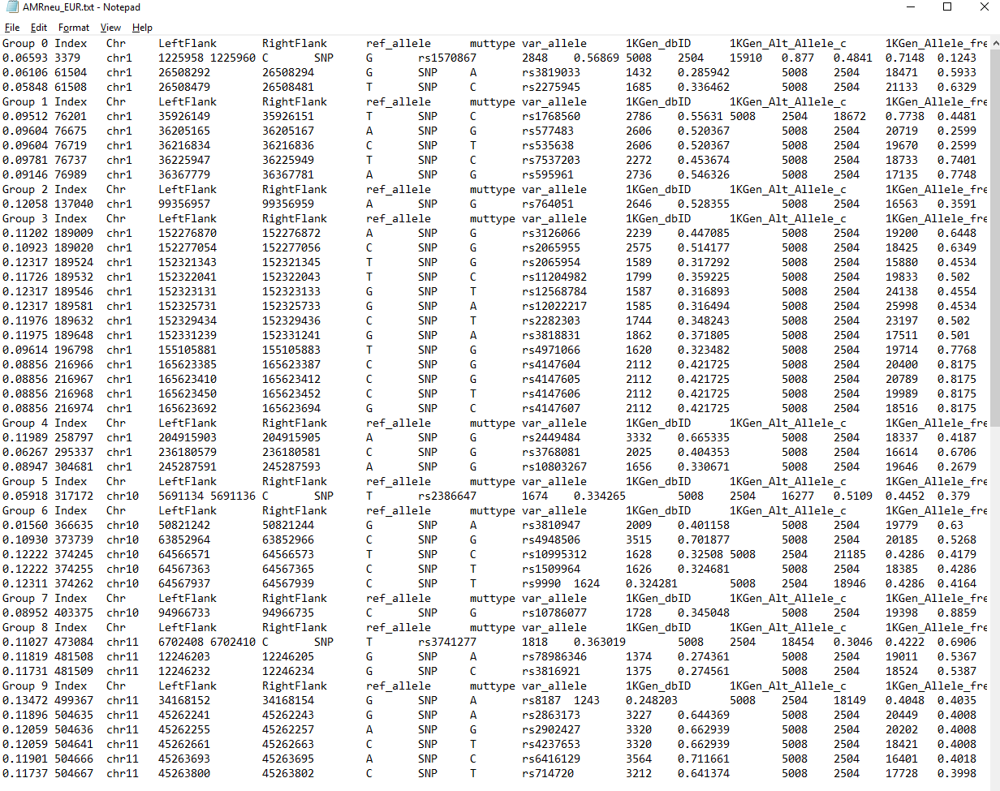 AMRneu_EUR.txt - Notepad
File Edit Format View Help
Group 0 Index Chr LeftFlank RightFlank ref_allele muttype var_allele 1KGen_dbID 1KGen_Alt_Allele_c 1KGen_Allele_fre
0.06593 3379 chr1 1225958 1225960 C SNP G rs1570867 2848 0.56869 5008 2504 15910 0.877 0.4841 0.7148 0.1243
0.06106 61504 chr1 26508292 26508294 G SNP A rs3819033 1432 0.285942 5008 2504 18471 0.5933
0.05848 61508 chr1 26508479 26508481 T SNP C rs2275945 1685 0.336462 5008 2504 21133 0.6329
Group 1 Index Chr LeftFlank RightFlank ref_allele muttype var_allele 1KGen_dbID 1KGen_Alt_Allele_c 1KGen_Allele_fre
0.09512 76201 chr1 35926149 35926151 T SNP C rs1768560 2786 0.55631 5008 2504 18672 0.7738 0.4481
0.09604 76675 chr1 36205165 36205167 A SNP G rs577483 2606 0.520367 5008 2504 20719 0.2599
0.09604 76719 chr1 36216834 36216836 C SNP T rs535638 2606 0.520367 5008 2504 19670 0.2599
0.09781 76737 chr1 36225947 36225949 T SNP C rs7537203 2272 0.453674 5008 2504 18733 0.7401
0.09146 76989 chr1 36367779 36367781 A SNP G rs595961 2736 0.546326 5008 2504 17135 0.7748
Group 2 Index Chr LeftFlank RightFlank ref_allele muttype var_allele 1KGen_dbID 1KGen_Alt_Allele_c 1KGen_Allele_fre
0.12058 137040 chr1 99356957 99356959 A SNP G rs764051 2646 0.528355 5008 2504 16563 0.3591
Group 3 Index Chr LeftFlank RightFlank ref_allele muttype var_allele 1KGen_dbID 1KGen_Alt_Allele_c 1KGen_Allele_fre
0.11202 189009 chr1 152276870 152276872 A SNP G rs3126066 2239 0.447085 5008 2504 19200 0.6448
0.10923 189020 chr1 152277054 152277056 C SNP G rs2065955 2575 0.514177 5008 2504 18425 0.6349
0.12317 189524 chr1 152321343 152321345 T SNP G rs2065954 1589 0.317292 5008 2504 15880 0.4534
0.11726 189532 chr1 152322041 152322043 T SNP C rs11204982 1799 0.359225 5008 2504 19833 0.502
0.12317 189546 chr1 152323131 152323133 G SNP T rs12568784 1587 0.316893 5008 2504 24138 0.4554
0.12317 189581 chr1 152325731 152325733 G SNP A rs12022217 1585 0.316494 5008 2504 25998 0.4534
0.11976 189632 chr1 152329434 152329436 C SNP T rs2282303 1744 0.348243 5008 2504 23197 0.502
0.11975 189648 chr1 152331239 152331241 G SNP A rs3818831 1862 0.371805 5008 2504 17511 0.501
0.09614 196798 chr1 155105881 155105883 T SNP G rs4971066 1620 0.323482 5008 2504 19714 0.7768
0.08856 216966 chr1 165623385 165623387 C SNP G rs4147604 2112 0.421725 5008 2504 20400 0.8175
0.08856 216967 chr1 165623410 165623412 C SNP G rs4147605 2112 0.421725 5008 2504 20789 0.8175
0.08856 216968 chr1 165623450 165623452 C SNP T rs4147606 2112 0.421725 5008 2504 19989 0.8175
0.08856 216974 chr1 165623692 165623694 G SNP C rs4147607 2112 0.421725 5008 2504 18516 0.8175
Group 4 Index Chr LeftFlank RightFlank ref_allele muttype var_allele 1KGen_dbID 1KGen_Alt_Allele_c 1KGen_Allele_fre
0.11989 258797 chr1 204915903 204915905 A SNP G rs2449484 3332 0.665335 5008 2504 18337 0.4187
0.06267 295337 chr1 236180579 236180581 C SNP G rs3768081 2025 0.404353 5008 2504 16614 0.6706
0.08947 304681 chr1 245287591 245287593 A SNP G rs10803267 1656 0.330671 5008 2504 19646 0.2679
Group 5 Index Chr LeftFlank RightFlank ref_allele muttype var_allele 1KGen_dbID 1KGen_Alt_Allele_c 1KGen_Allele_fre
0.05918 317172 chr10 5691134 5691136 C SNP T rs2386647 1674 0.334265 5008 2504 16277 0.5109 0.4452 0.379
Group 6 Index Chr LeftFlank RightFlank ref_allele muttype var_allele 1KGen_dbID 1KGen_Alt_Allele_c 1KGen_Allele_fre
0.01560 366635 chr10 50821242 50821244 G SNP A rs3810947 2009 0.401158 5008 2504 19779 0.63
0.10930 373739 chr10 63852964 63852966 C SNP G rs4948506 3515 0.701877 5008 2504 20185 0.5268
0.12222 374245 chr10 64566571 64566573 T SNP C rs10995312 1628 0.32508 5008 2504 21185 0.4286 0.4179
0.12222 374255 chr10 64567363 64567365 C SNP T rs1509964 1626 0.324681 5008 2504 18385 0.4286
0.12311 374262 chr10 64567937 64567939 C SNP T rs9990 1624 0.324281 5008 2504 18946 0.4286 0.4164
Group 7 Index Chr LeftFlank RightFlank ref_allele muttype var_allele 1KGen_dbID 1KGen_Alt_Allele_c 1KGen_Allele_fre
0.08952 403375 chr10 94966733 94966735 C SNP G rs10786077 1728 0.345048 5008 2504 19398 0.8859
Group 8 Index Chr LeftFlank RightFlank ref_allele muttype var_allele 1KGen_dbID 1KGen_Alt_Allele_c 1KGen_Allele_fre
0.11027 473084 chr11 6702408 6702410 C SNP T rs3741277 1818 0.363019 5008 2504 18454 0.3046 0.4222 0.6906
0.11819 481508 chr11 12246203 12246205 G SNP A rs78986346 1374 0.274361 5008 2504 19011 0.5367
0.11731 481509 chr11 12246232 12246234 G SNP C rs3816921 1375 0.274561 5008 2504 18524 0.5387
Group 9 Index Chr LeftFlank RightFlank ref_allele muttype var_allele 1KGen_dbID 1KGen_Alt_Allele_c 1KGen_Allele_fre
0.13472 499367 chr11 34168152 34168154 G SNP A rs8187 1243 0.248203 5008 2504 18149 0.4048 0.4035
0.11896 504635 chr11 45262241 45262243 G SNP A rs2863173 3227 0.644369 5008 2504 20449 0.4008
0.12059 504636 chr11 45262255 45262257 A SNP G rs2902427 3320 0.662939 5008 2504 20202 0.4008
0.12059 504641 chr11 45262661 45262663 C SNP T rs4237653 3320 0.662939 5008 2504 18421 0.4008
0.11901 504666 chr11 45263693 45263695 A SNP C rs6416129 3564 0.711661 5008 2504 16401 0.4018
0.11737 504667 chr11 45263800 45263802 C SNP T rs714720 3212 0.641374 5008 2504 17728 0.3998